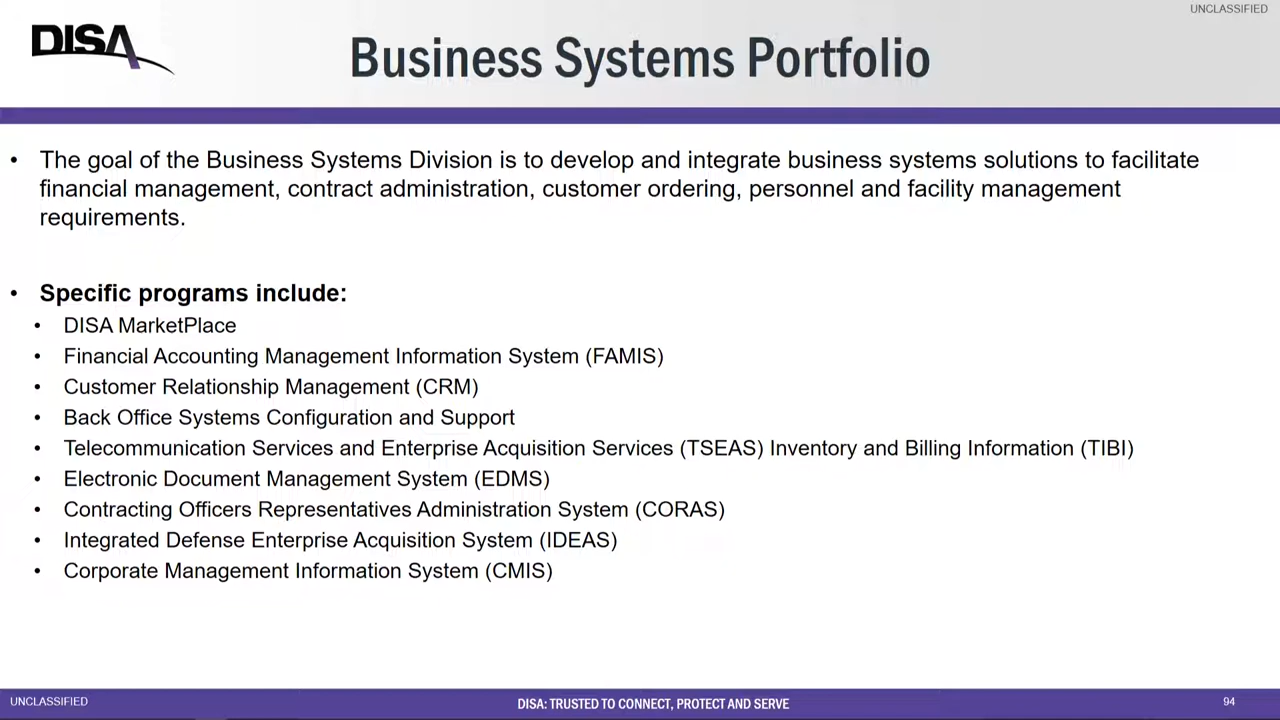 UNCLASSIFIED
DISA
Business Systems Portfolio
• The goal of the Business Systems Division is to develop and integrate business systems solutions to facilitate
financial management, contract administration, customer ordering, personnel and facility management
requirements.
• Specific programs include:
• DISA MarketPlace
• Financial Accounting Management Information System (FAMIS)
• Customer Relationship Management (CRM)
• Back Office Systems Configuration and Support
• Telecommunication Services and Enterprise Acquisition Services (TSEAS) Inventory and Billing Information (TIBI)
• Electronic Document Management System (EDMS)
• Contracting Officers Representatives Administration System (CORAS)
• Integrated Defense Enterprise Acquisition System (IDEAS)
• Corporate Management Information System (CMIS)
UNCLASSIFIED
DISA: TRUSTED TO CONNECT, PROTECT AND SERVE
94